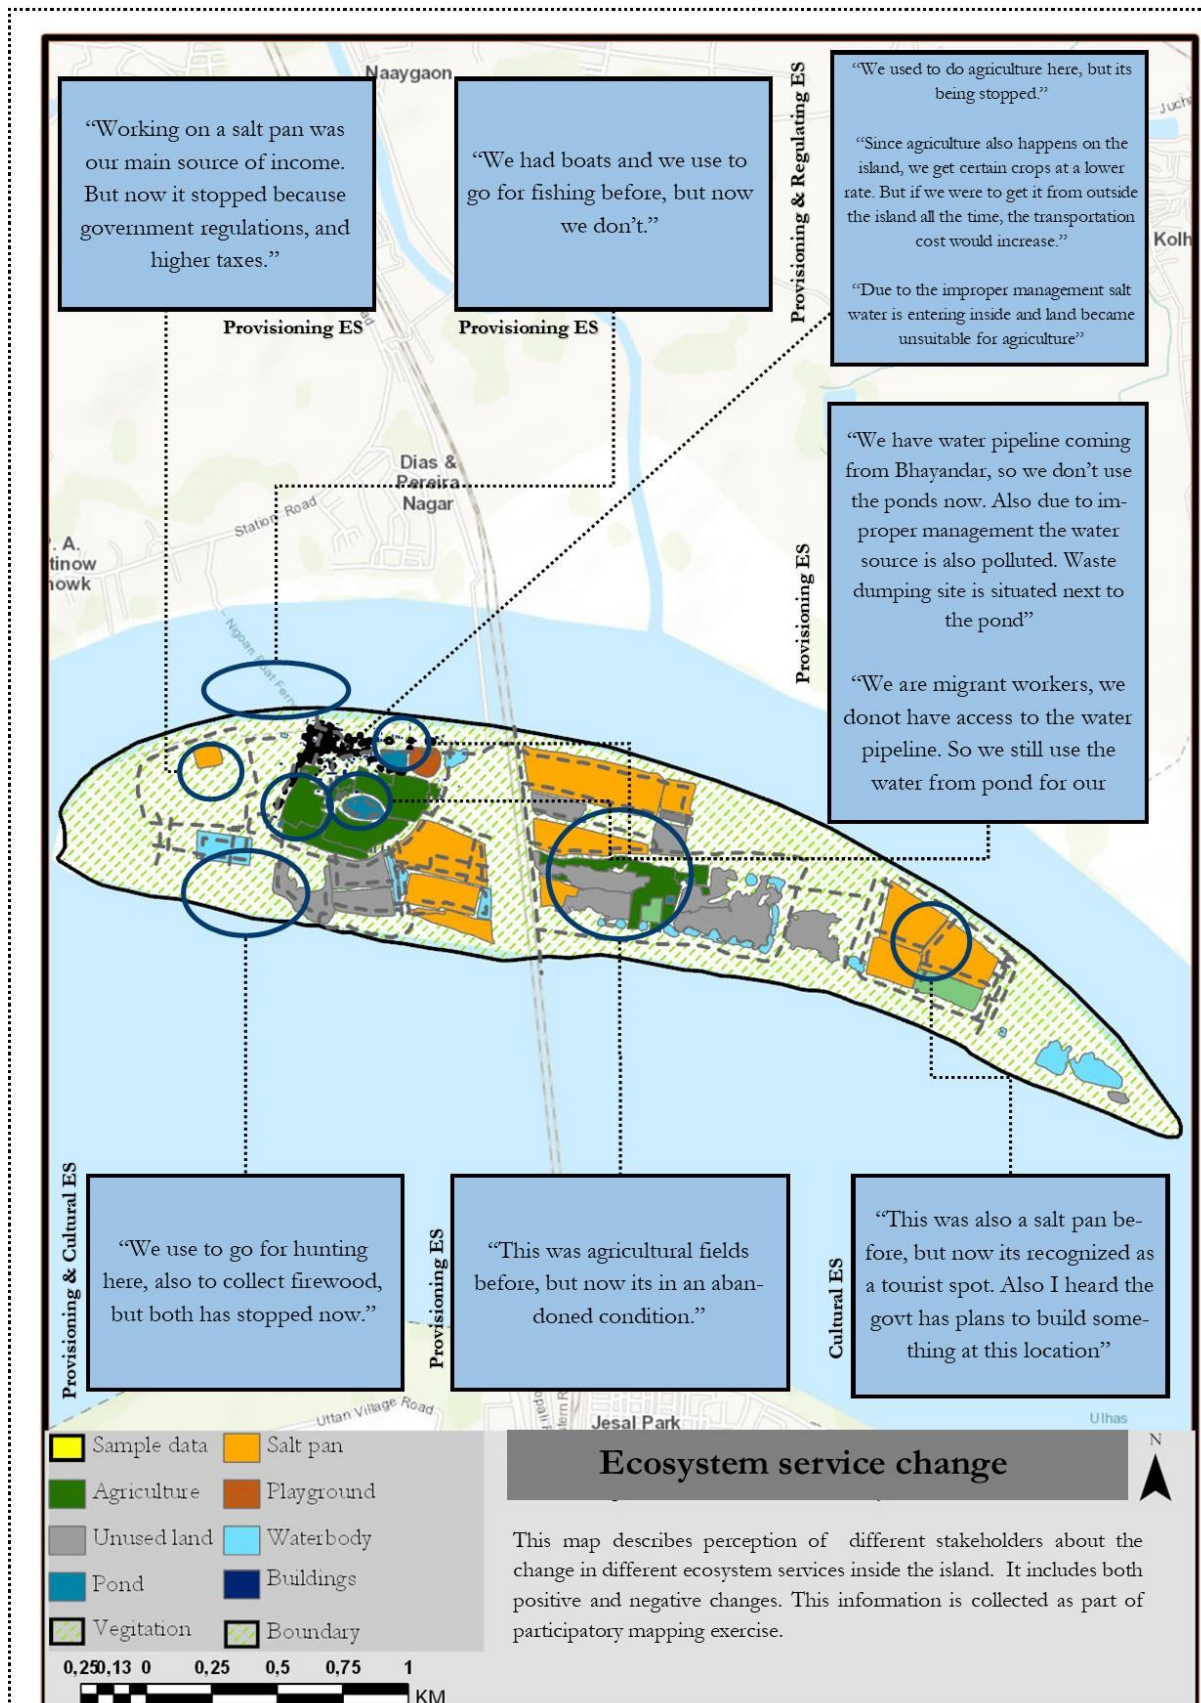 Naaygaon
Juch
Kolh
Dias &
Pereira
Nagar
Station Road
P. A.
tinow
howk
“Working on a salt pan was
our main source of income.
But now it stopped because
government regulations, and
higher taxes.”
Provisioning ES
“We had boats and we use to
go for fishing before, but now
we don’t.”
Provisioning ES
Provisioning & Regulating ES
“We used to do agriculture here, but its
being stopped.”
“Since agriculture also happens on the
island, we get certain crops at a lower
rate. But if we were to get it from outside
the island all the time, the transportation
cost would increase.”
“Due to the improper management salt
water is entering inside and land became
unsuitable for agriculture”
Provisioning ES
“We have water pipeline coming
from Bhayandar, so we don’t use
the ponds now. Also due to im-
proper management the water
source is also polluted. Waste
dumping site is situated next to
the pond”
“We are migrant workers, we
donot have access to the water
pipeline. So we still use the
water from pond for our
Nigoan Boat Ferry
Provisioning & Cultural ES
“We use to go for hunting
here, also to collect firewood,
but both has stopped now.”
Provisioning ES
“This was agricultural fields
before, but now its in an aban-
doned condition.”
Cultural ES
“This was also a salt pan be-
fore, but now its recognized as
a tourist spot. Also I heard the
govt has plans to build some-
thing at this location”
Uttan Village Road
Jesal Park
Ulhas
Sample data
Salt pan
Agriculture
Playground
Unused land
Waterbody
Pond
Buildings
Vegitation
Boundary
0,25 0,13 0 0,25 0,5 0,75 1
KM
Ecosystem service change
N
This map describes perception of different stakeholders about the
change in different ecosystem services inside the island. It includes both
positive and negative changes. This information is collected as part of
participatory mapping exercise.